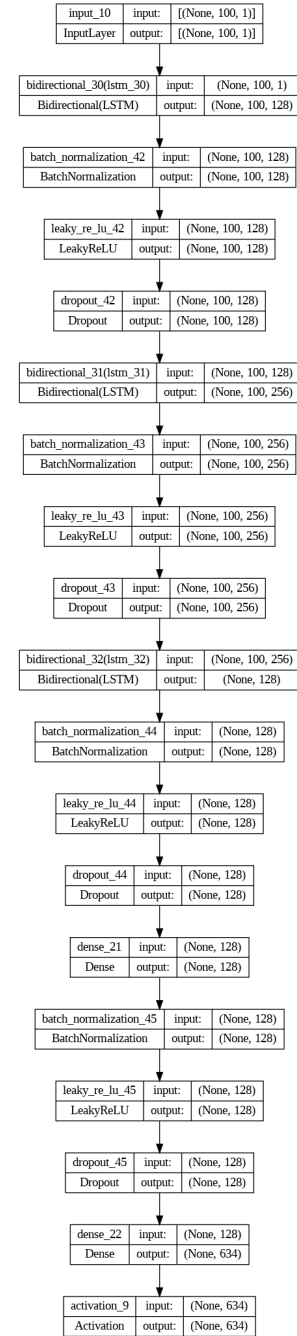 input_10 input: [(None, 100, 1)]
InputLayer output: [(None, 100, 1)]
bidirectional_30(lstm_30) input: (None, 100, 1)
Bidirectional(LSTM) output: (None, 100, 128)
batch_normalization_42 input: (None, 100, 128)
BatchNormalization output: (None, 100, 128)
leaky_re_lu_42 input: (None, 100, 128)
LeakyReLU output: (None, 100, 128)
dropout_42 input: (None, 100, 128)
Dropout output: (None, 100, 128)
bidirectional_31(lstm_31) input: (None, 100, 128)
Bidirectional(LSTM) output: (None, 100, 256)
batch_normalization_43 input: (None, 100, 256)
BatchNormalization output: (None, 100, 256)
leaky_re_lu_43 input: (None, 100, 256)
LeakyReLU output: (None, 100, 256)
dropout_43 input: (None, 100, 256)
Dropout output: (None, 100, 256)
bidirectional_32(lstm_32) input: (None, 100, 256)
Bidirectional(LSTM) output: (None, 128)
batch_normalization_44 input: (None, 128)
BatchNormalization output: (None, 128)
leaky_re_lu_44 input: (None, 128)
LeakyReLU output: (None, 128)
dropout_44 input: (None, 128)
Dropout output: (None, 128)
dense_21 input: (None, 128)
Dense output: (None, 128)
batch_normalization_45 input: (None, 128)
BatchNormalization output: (None, 128)
leaky_re_lu_45 input: (None, 128)
LeakyReLU output: (None, 128)
dropout_45 input: (None, 128)
Dropout output: (None, 128)
dense_22 input: (None, 128)
Dense output: (None, 634)
activation_9 input: (None, 634)
Activation output: (None, 634)